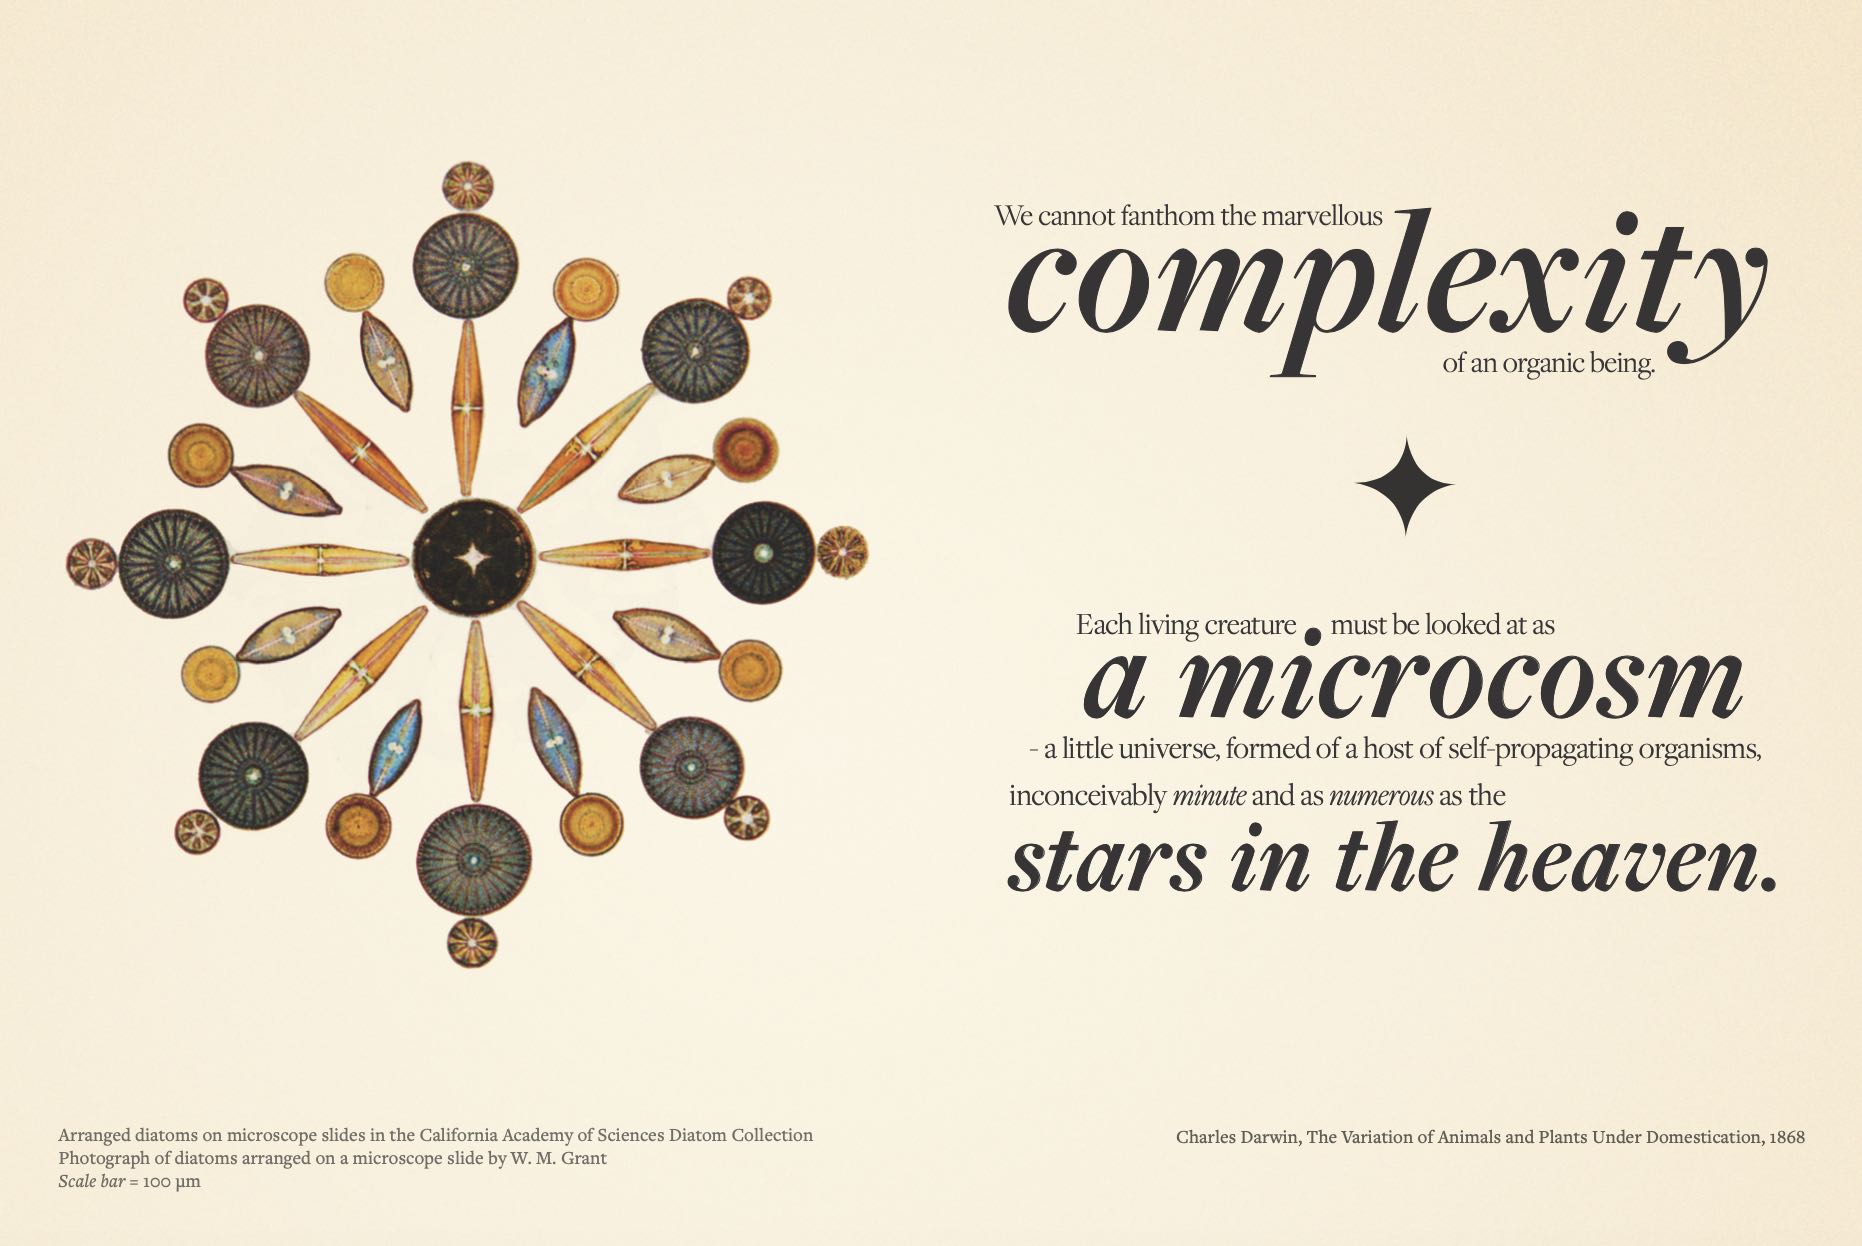 We cannot fanthom the marvellous
complexity
of an organic being.
Each living creature must be looked at as
a microcosm
- a little universe, formed of a host of self-propagating organisms,
inconceivably minute and as numerous as the
stars in the heaven.
Arranged diatoms on microscope slides in the California Academy of Sciences Diatom Collection
Photograph of diatoms arranged on a microscope slide by W. M. Grant
Scale bar = 100 µm
Charles Darwin, The Variation of Animals and Plants Under Domestication, 1868